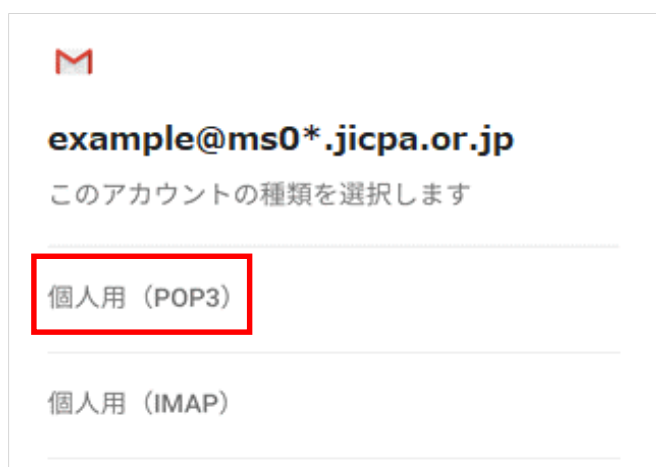 example@ms0*.jicpa.or.jp
このアカウントの種類を選択します
個人用（POP3）
個人用（IMAP）